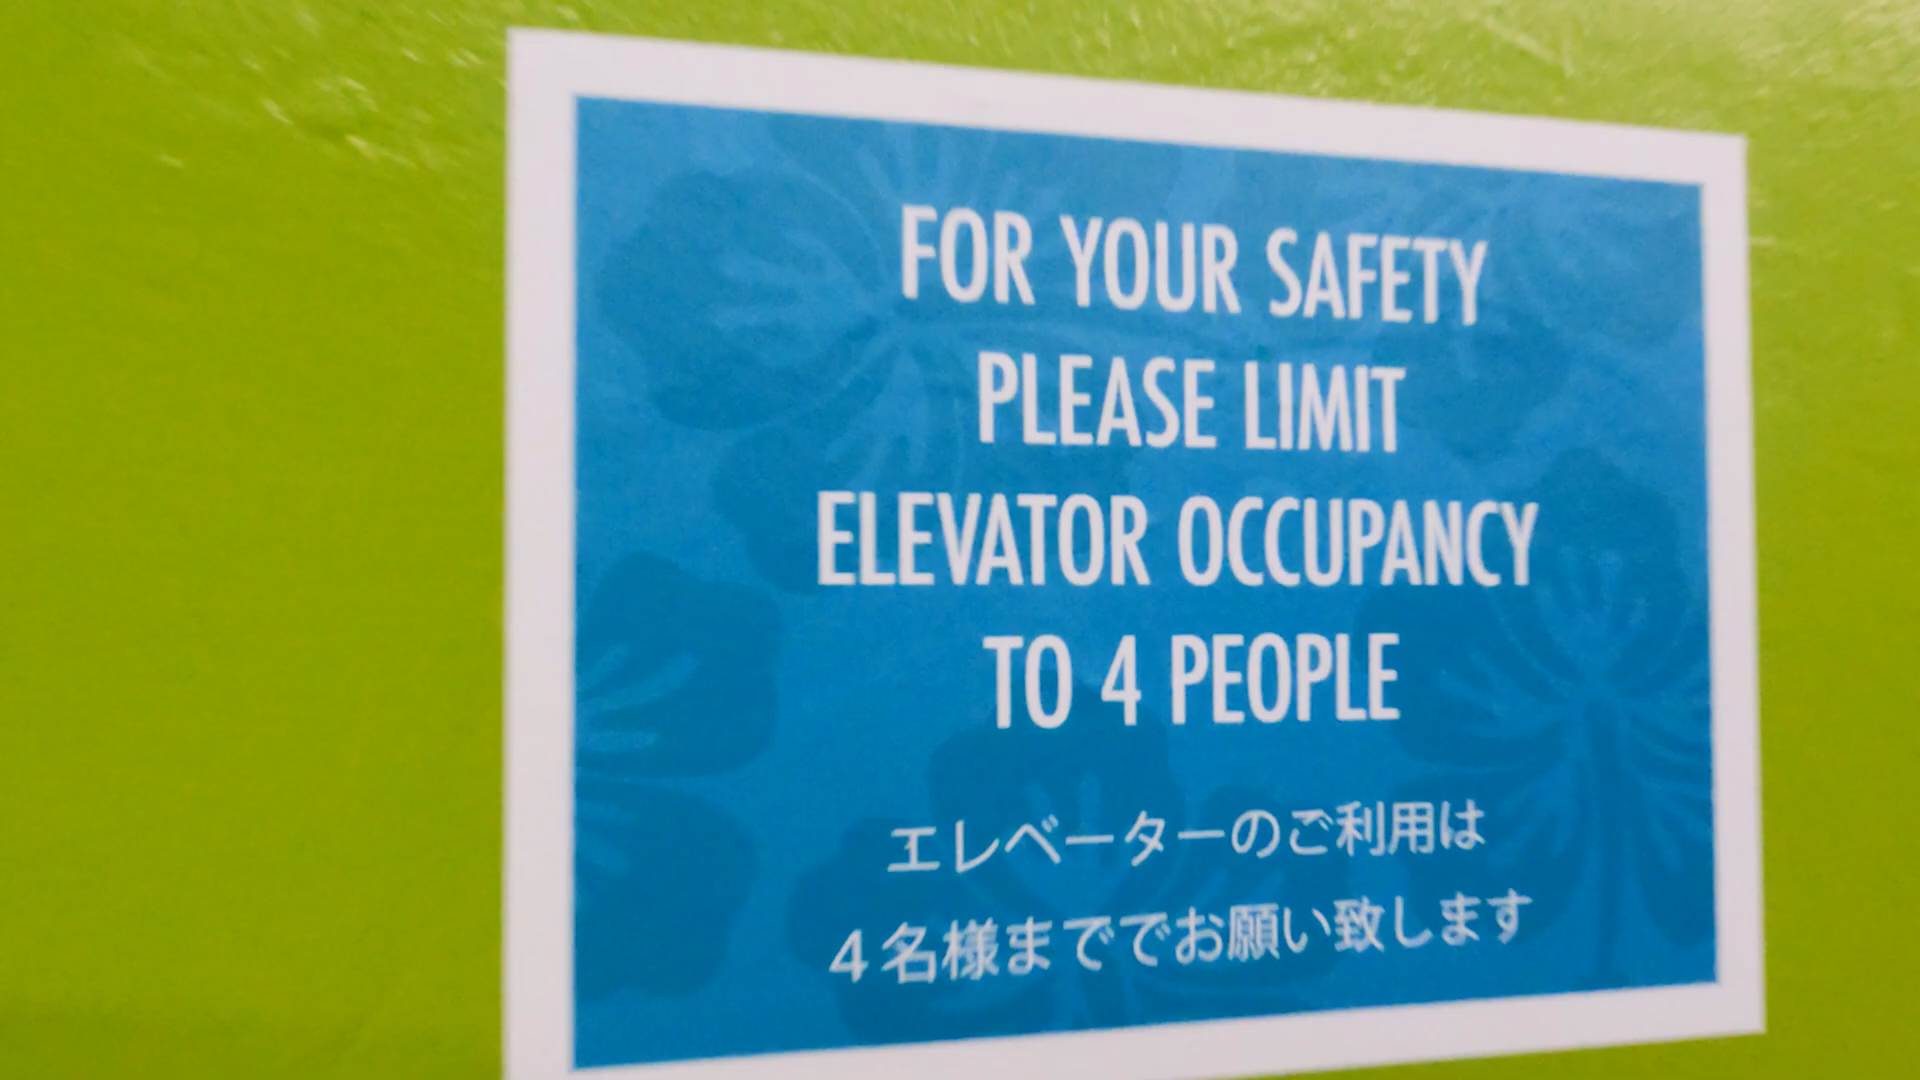 FOR YOUR SAFETY
PLEASE LIMIT
ELEVATOR OCCUPANCY
TO 4 PEOPLE
エレベーターのご利用は
４名様まででお願い致します